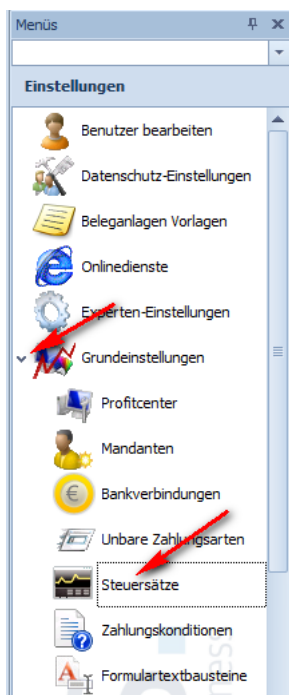 Menüs
Einstellungen
Benutzer bearbeiten
Datenschutz-Einstellungen
Beleganlagen Vorlagen
Onlinedienste
Experten-Einstellungen
Grundeinstellungen
Profitcenter
Mandanten
Bankverbindungen
Unbare Zahlungsarten
Steuersätze
Zahlungskonditionen
Formulartextbausteine